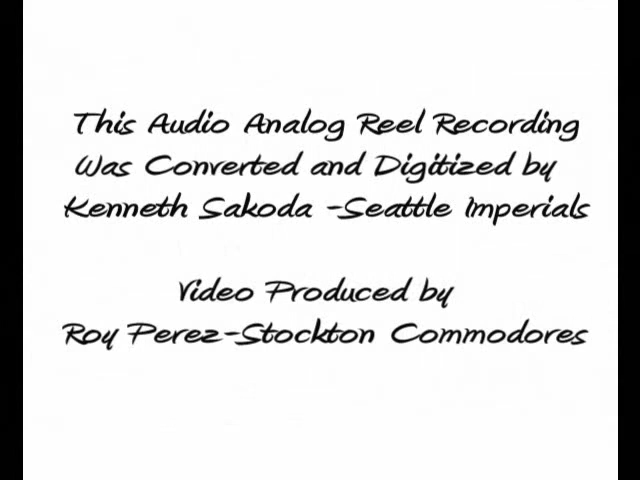 This Audio Analog Reel Recording
Was Converted and Digitized by
Kenneth Sakoda -Seattle Imperials
Video Produced by
Roy Perez-Stockton Commodores